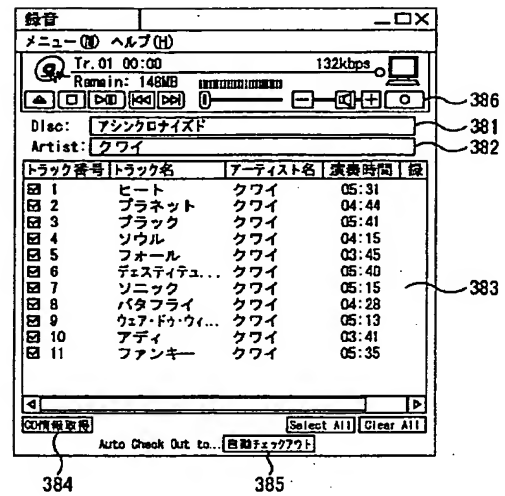 録音
メニュー(M) ヘルプ(H)
Tr.01 00:00 132kbps
Remain: 148MB
386
Disc: アシンクロナイズド 381
Artist: クワイ 382
トラック番号 トラック名 アーティスト名 演奏時間 録
1 ヒート クワイ 05:31
2 プラネット クワイ 04:44
3 ブラック クワイ 05:41
4 ソウル クワイ 04:15
5 フォール クワイ 03:45
6 デェスティテュ... クワイ 05:40
7 ソニック クワイ 05:15
8 バタフライ クワイ 04:28
9 ウェア・ドゥ・ウィ... クワイ 05:13
10 アディ クワイ 03:41
11 ファンキー クワイ 05:35
383
CD情報取得 Select All Clear All
Auto Check Out to... 自動チェックアウト
384 385